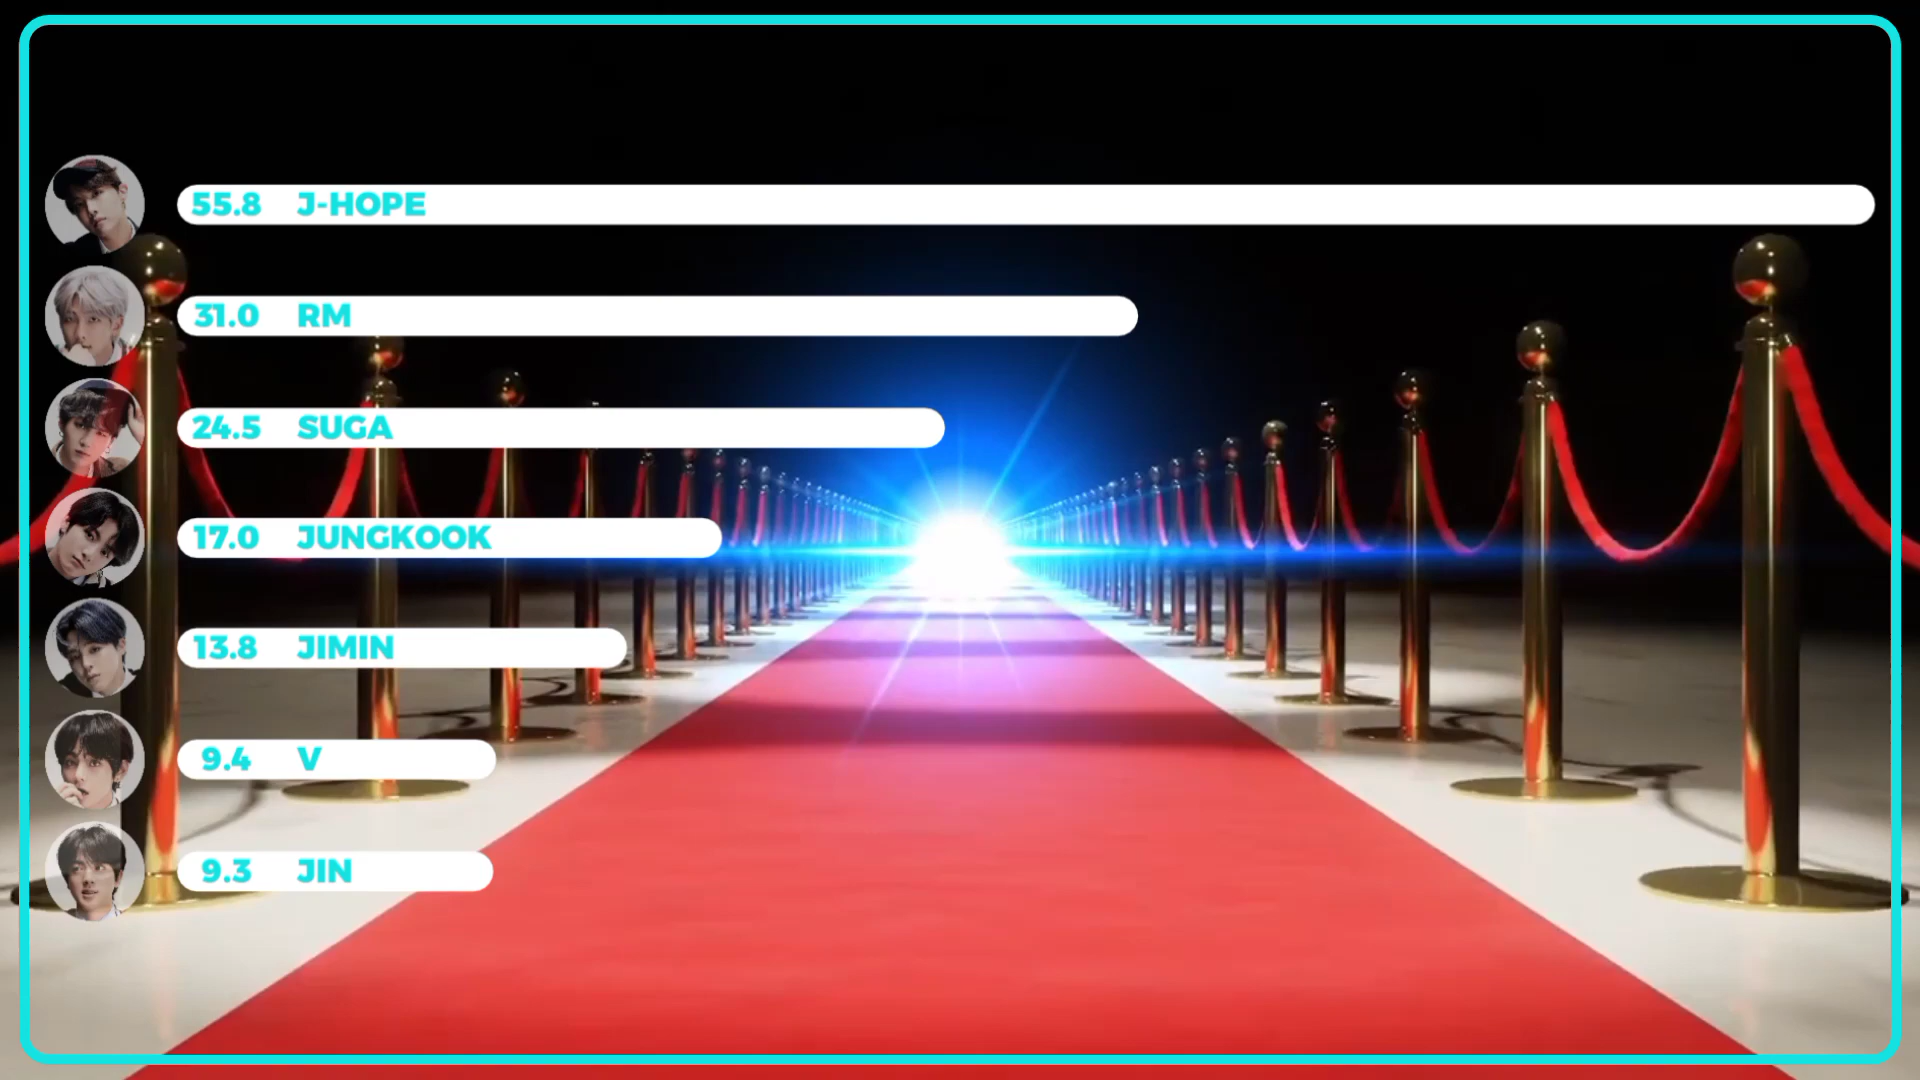 55.8 J-HOPE
31.0 RM
24.5 SUGA
17.0 JUNGKOOK
13.8 JIMIN
9.4 V
9.3 JIN